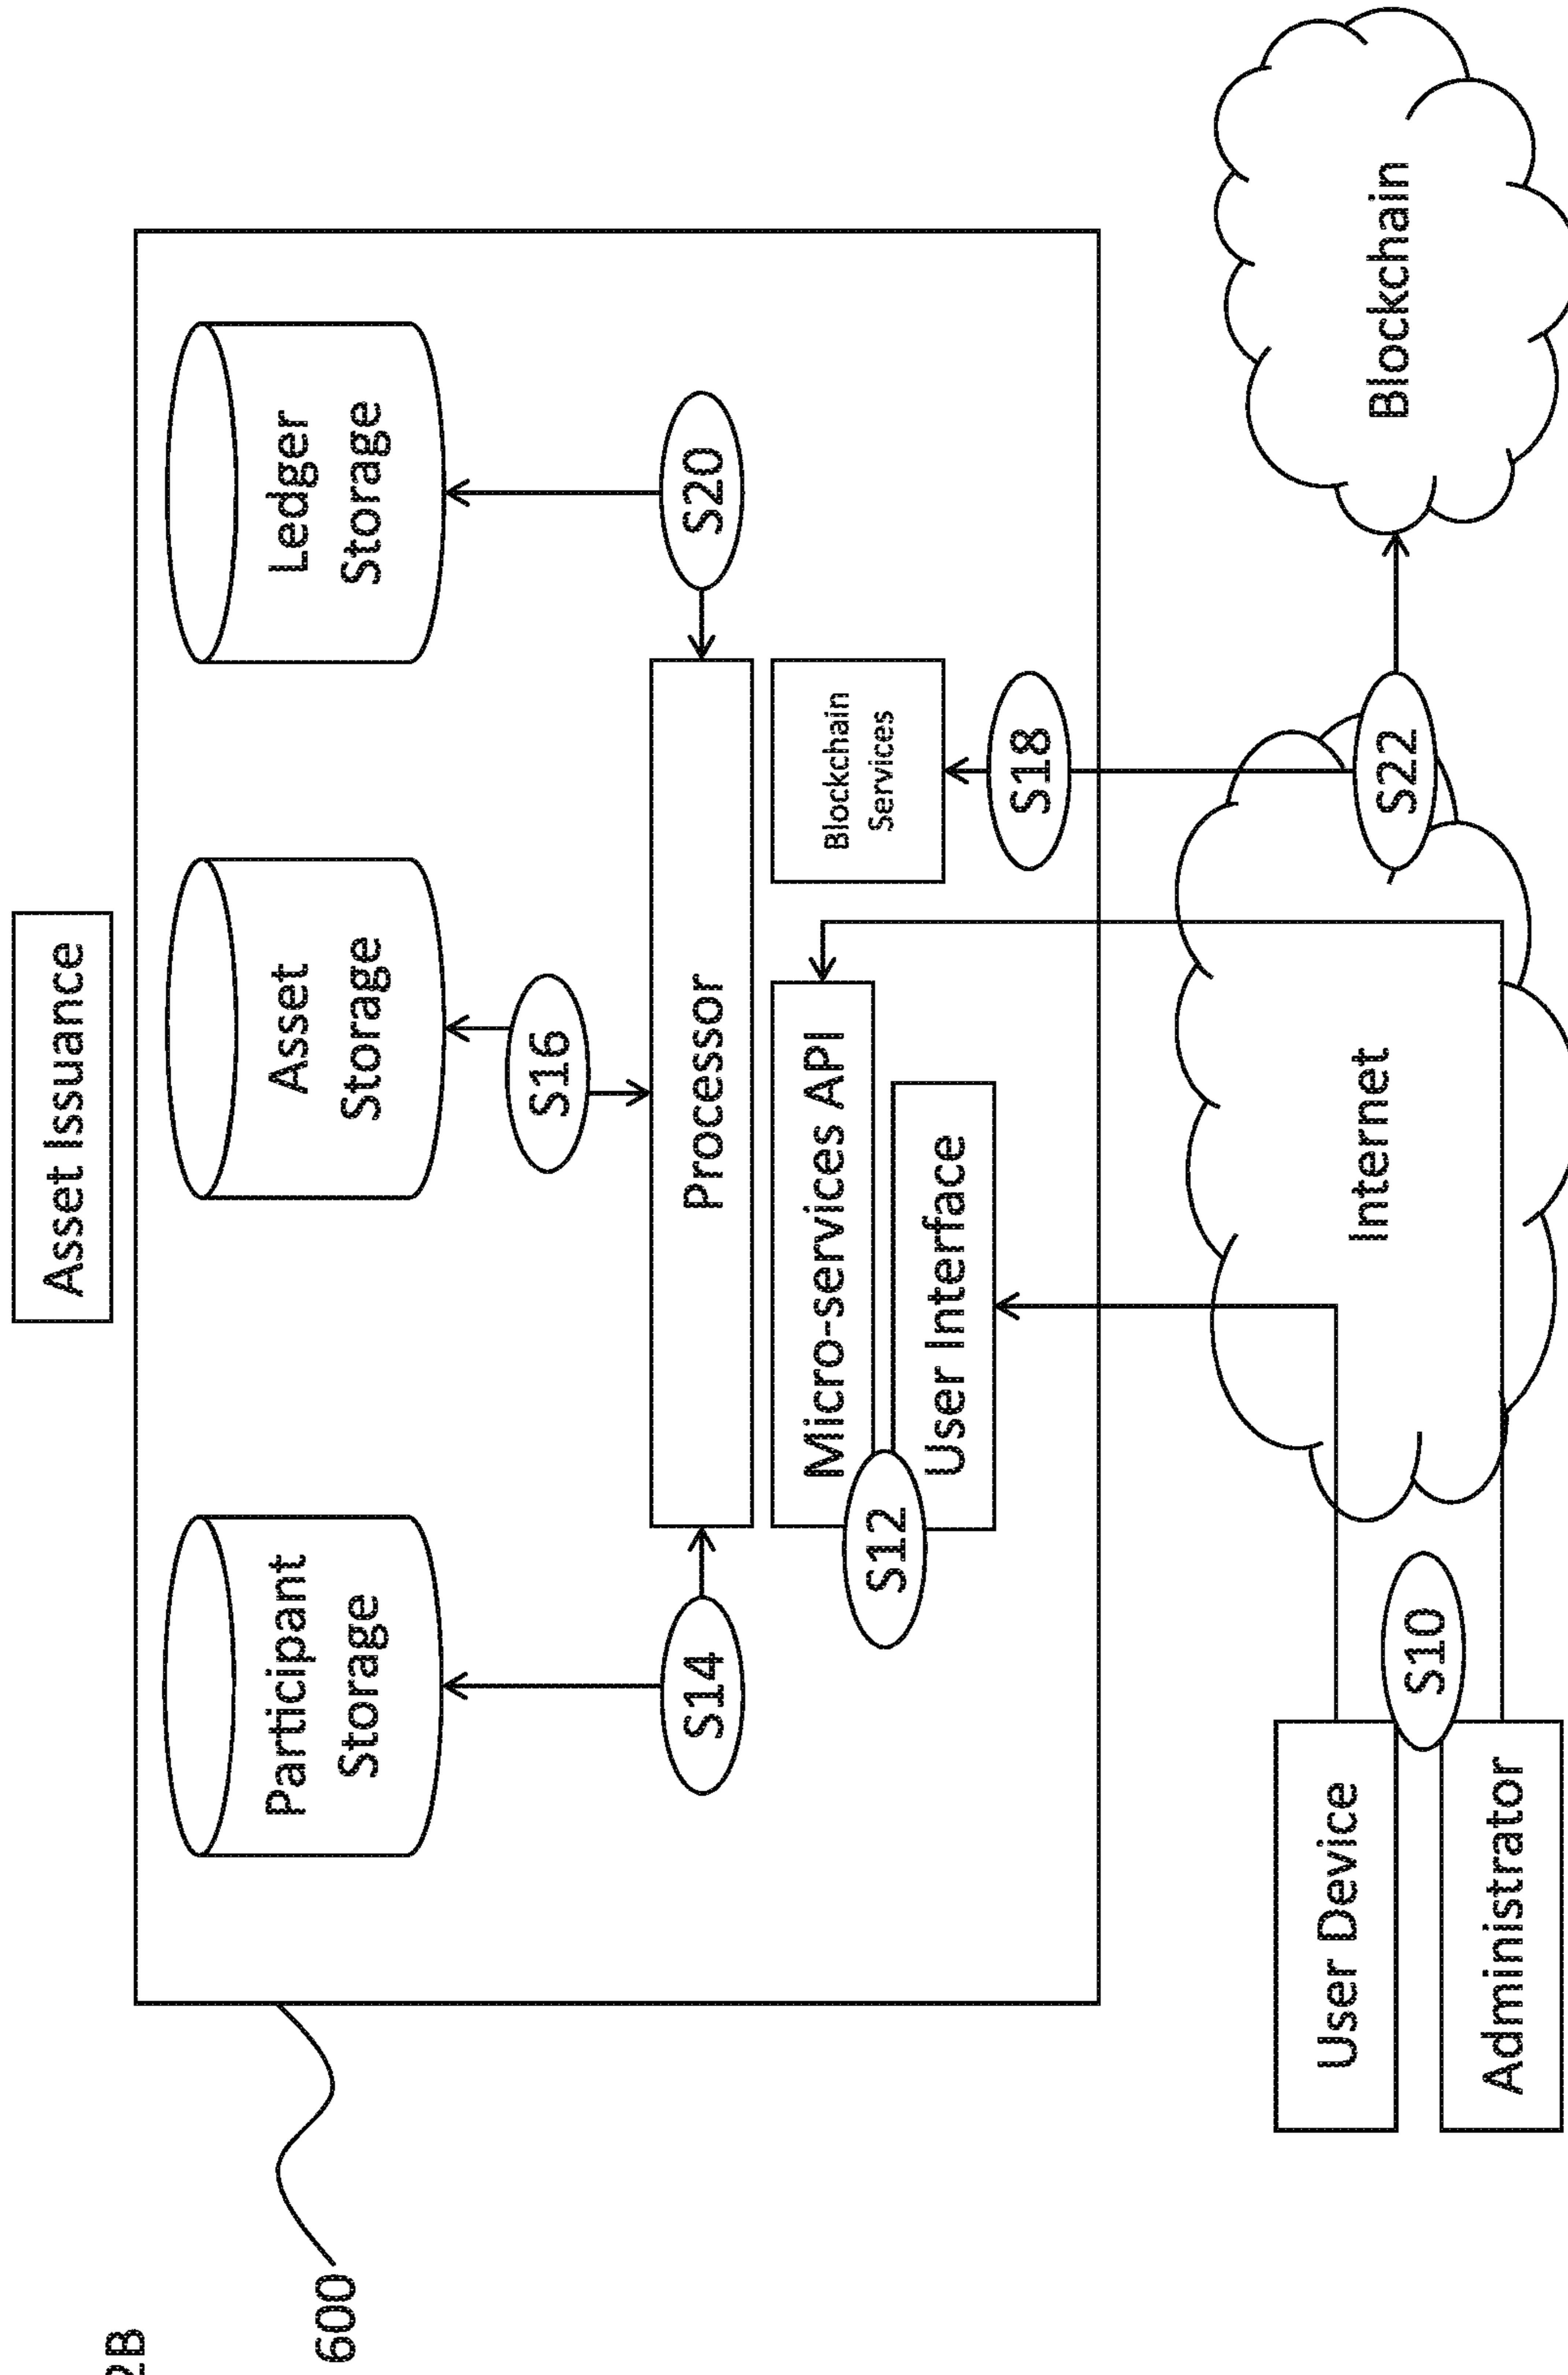 2B
600
Asset Issuance
Participant
Storage
Asset
Storage
Ledger
Storage
S16
S14
Processor
S20
Micro-services API
Blockchain
Services
S12
User Interface
S18
User Device
S10
Administrator
Internet
S22
Blockchain